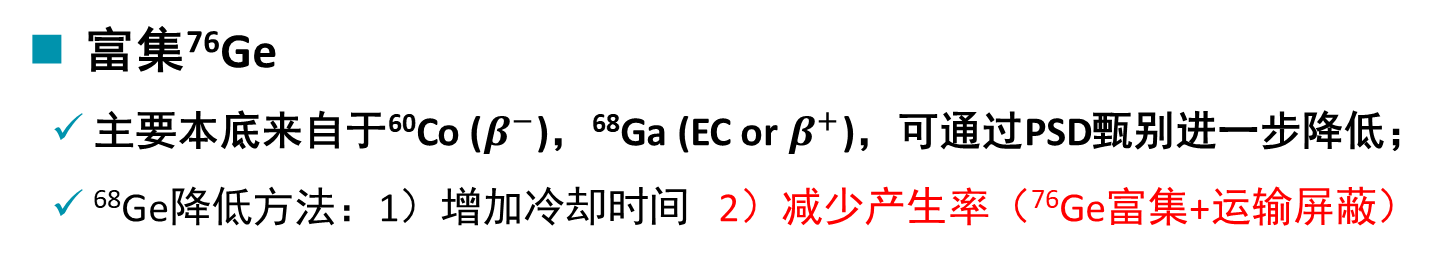 ■ 富集⁷⁶Ge
✓ 主要本底来自于⁶⁰Co (β⁻)，⁶⁸Ga (EC or β⁺)，可通过PSD甄别进一步降低；
✓ ⁶⁸Ge降低方法：1）增加冷却时间 2）减少产生率（⁷⁶Ge富集+运输屏蔽）